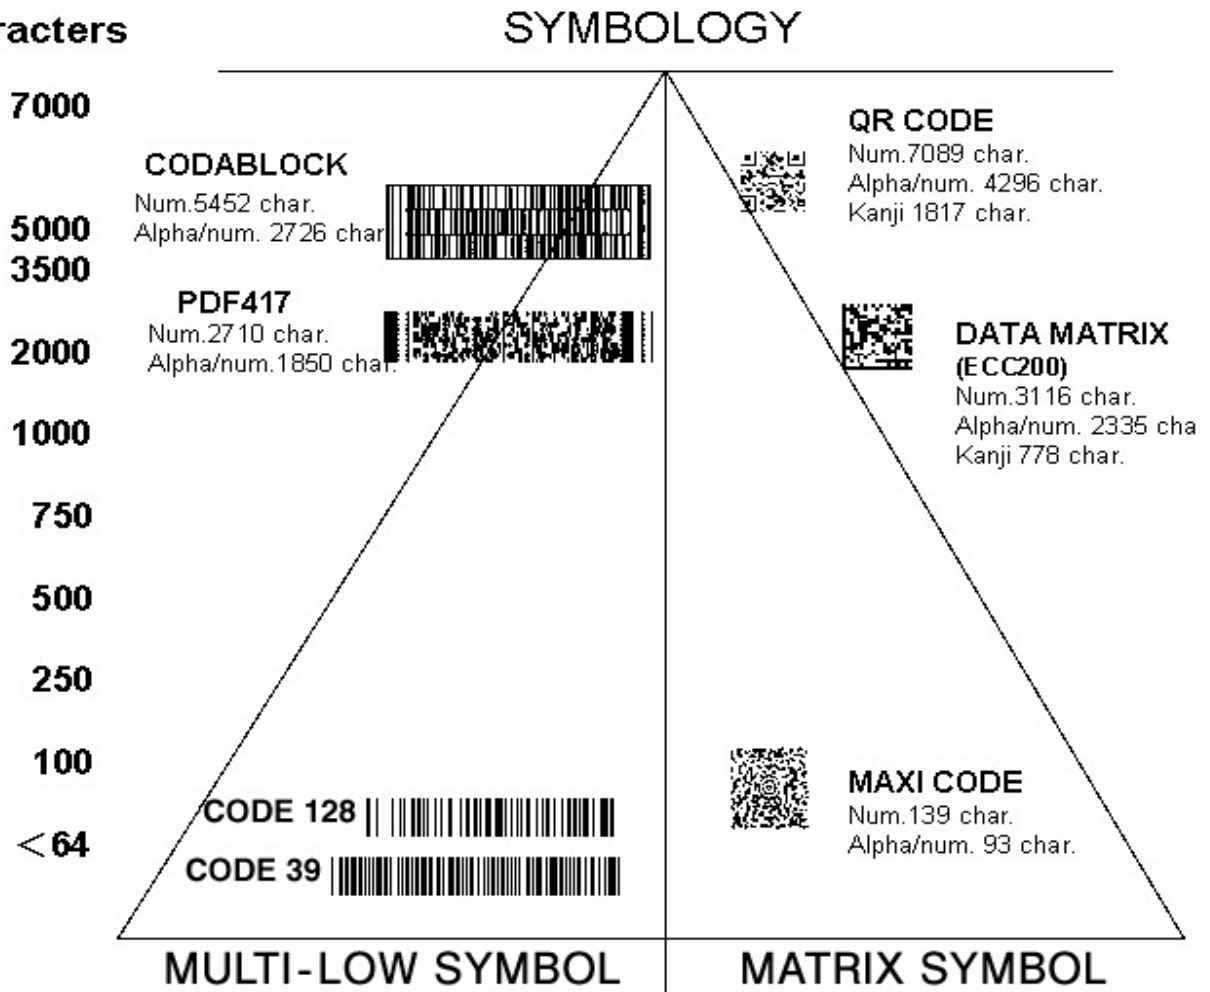 SYMBOLOGY
7000
5000
3500
2000
1000
750
500
250
100
<64
CODABLOCK
Num.5452 char.
Alpha/num. 2726 char
PDF417
Num.2710 char.
Alpha/num.1850 char.
CODE 128
CODE 39
MULTI-LOW SYMBOL
QR CODE
Num.7089 char.
Alpha/num. 4296 char.
Kanji 1817 char.
DATA MATRIX
(ECC200)
Num.3116 char.
Alpha/num. 2335 cha
Kanji 778 char.
MAXI CODE
Num.139 char.
Alpha/num. 93 char.
MATRIX SYMBOL